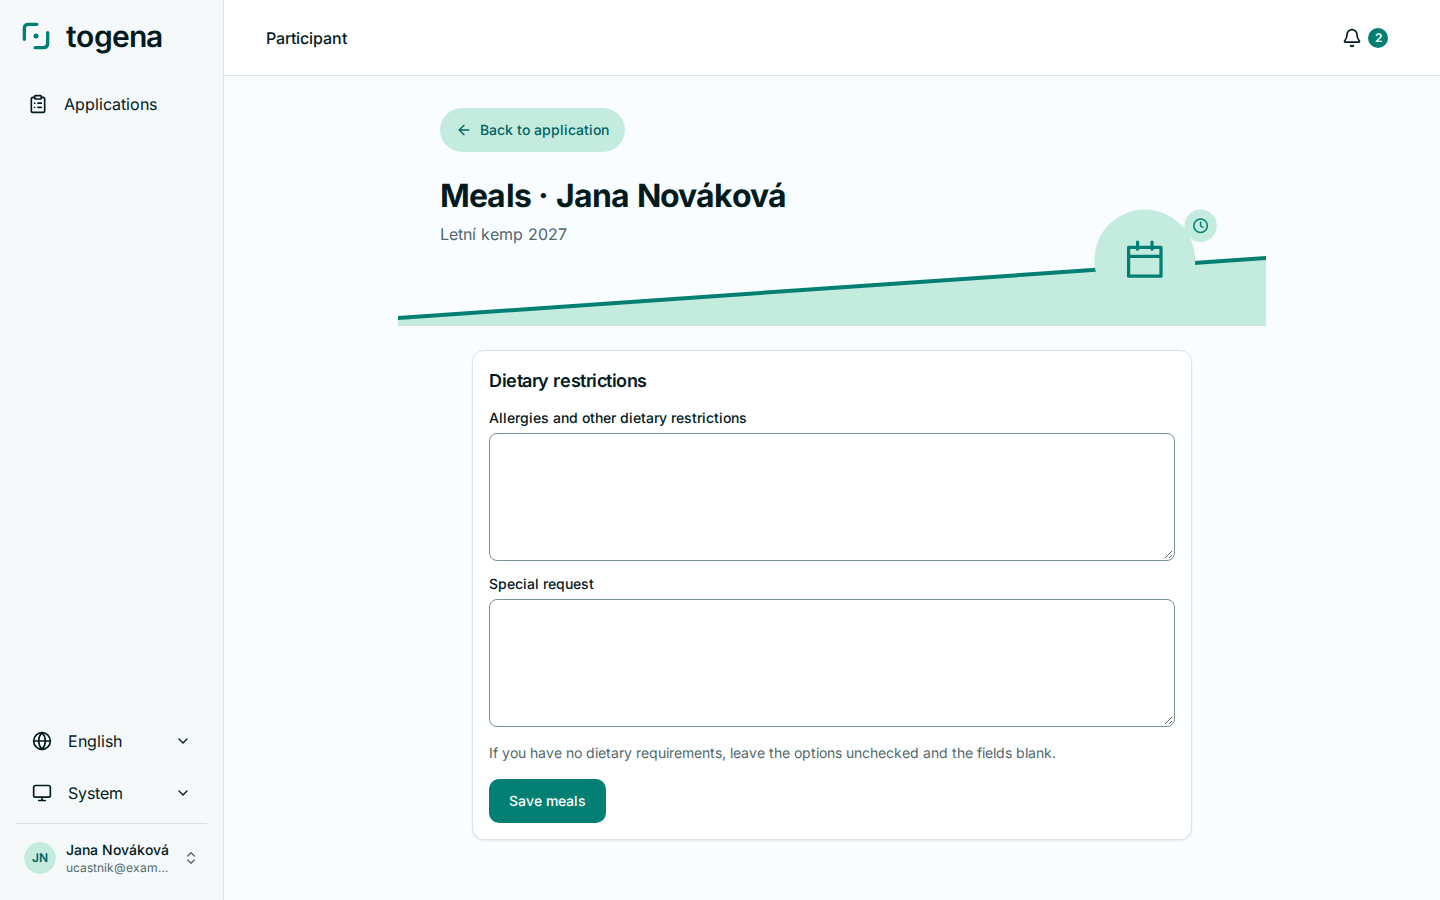 togena
Participant
2
Applications
Back to application
Meals · Jana Nováková
Letní kemp 2027
Dietary restrictions
Allergies and other dietary restrictions
Special request
If you have no dietary requirements, leave the options unchecked and the fields blank.
Save meals
English
System
JN
Jana Nováková
ucastnik@exam...